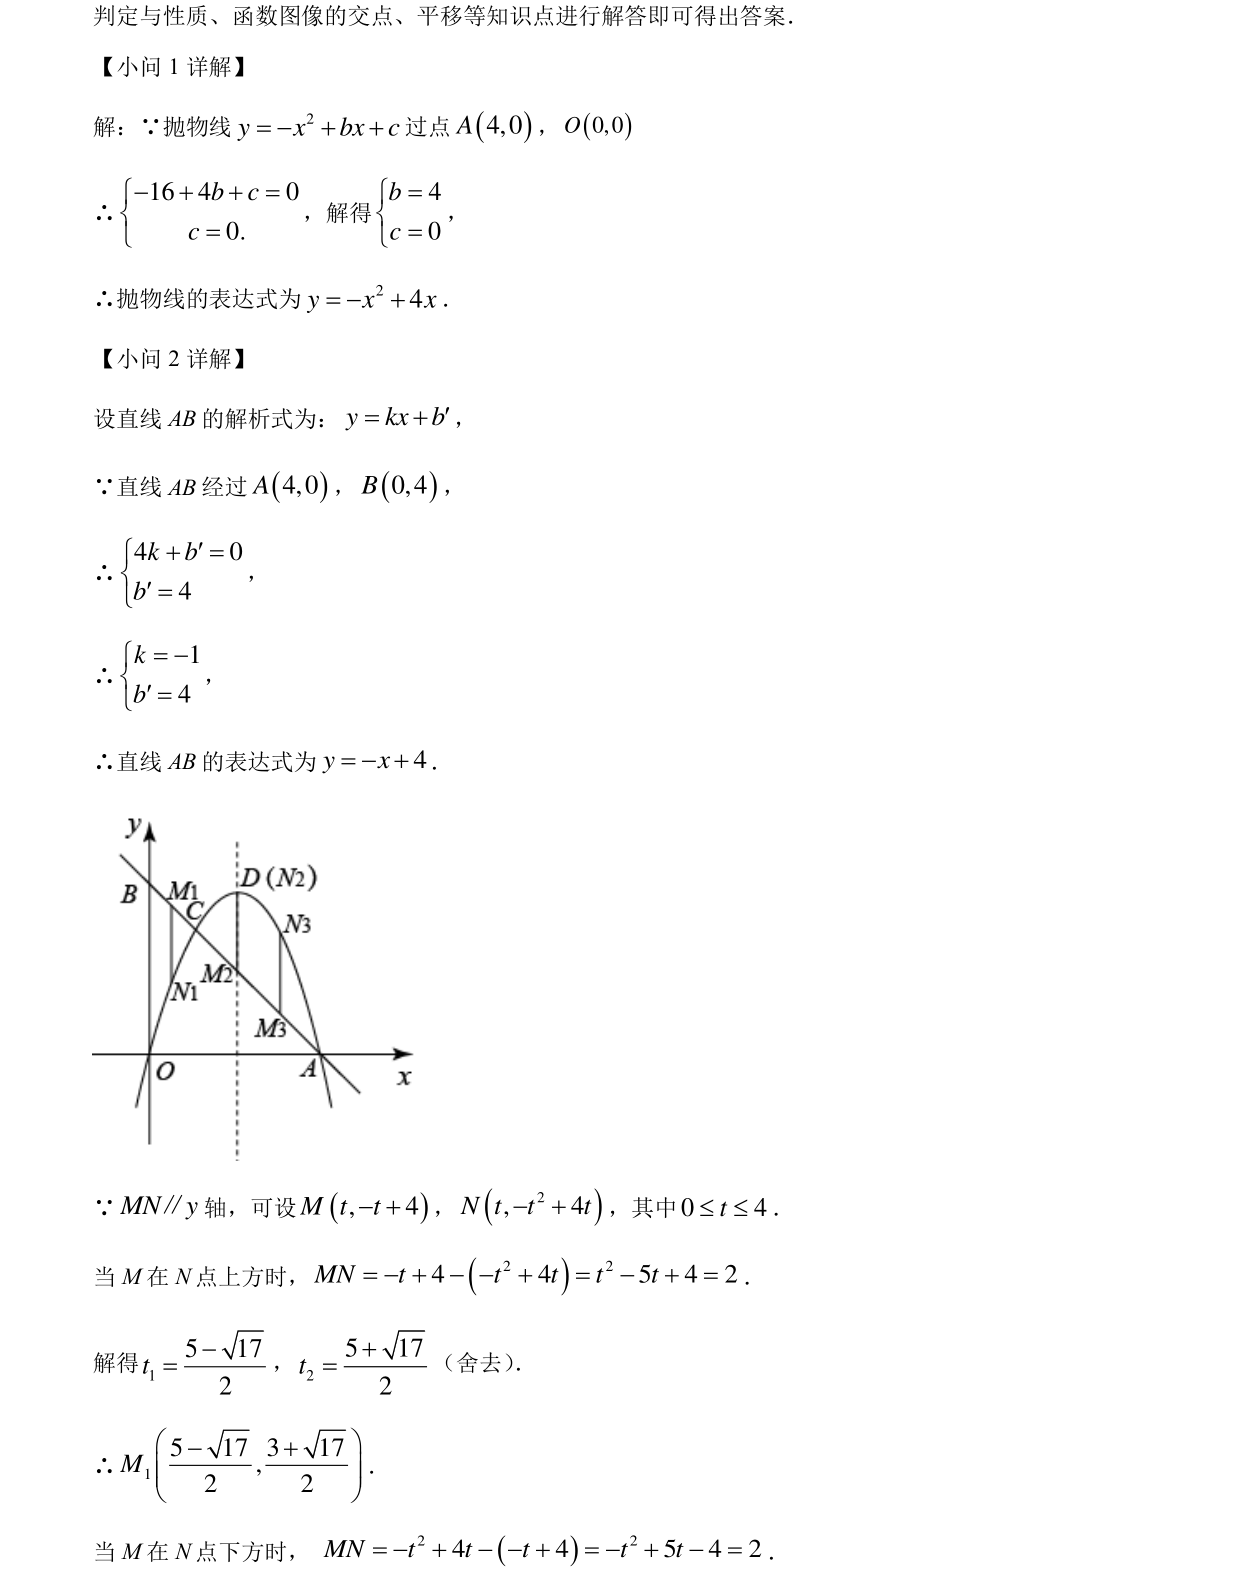 判定与性质、函数图像的交点、平移等知识点进行解答即可得出答案．
【小问 1 详解】
解：∵抛物线 y = −x² + bx + c 过点 A(4,0)，O(0,0)
∴ { −16 + 4b + c = 0
c = 0. ，解得 { b = 4
c = 0 ，
∴抛物线的表达式为 y = −x² + 4x．
【小问 2 详解】
设直线 AB 的解析式为： y = kx + b′，
∵直线 AB 经过 A(4,0)，B(0,4)，
∴ { 4k + b′ = 0
b′ = 4 ，
∴ { k = −1
b′ = 4 ，
∴直线 AB 的表达式为 y = −x + 4．
y
B
M1
C
D (N2)
N3
M2
N1
M3
O
A
x
∵ MN // y 轴，可设 M (t, −t + 4)，N (t, −t² + 4t)，其中 0 ≤ t ≤ 4．
当 M 在 N 点上方时，MN = −t + 4 − (−t² + 4t) = t² − 5t + 4 = 2．
解得 t₁ = (5 − √17)/2，t₂ = (5 + √17)/2（舍去）.
∴ M₁ ((5 − √17)/2, (3 + √17)/2)．
当 M 在 N 点下方时， MN = −t² + 4t − (−t + 4) = −t² + 5t − 4 = 2．